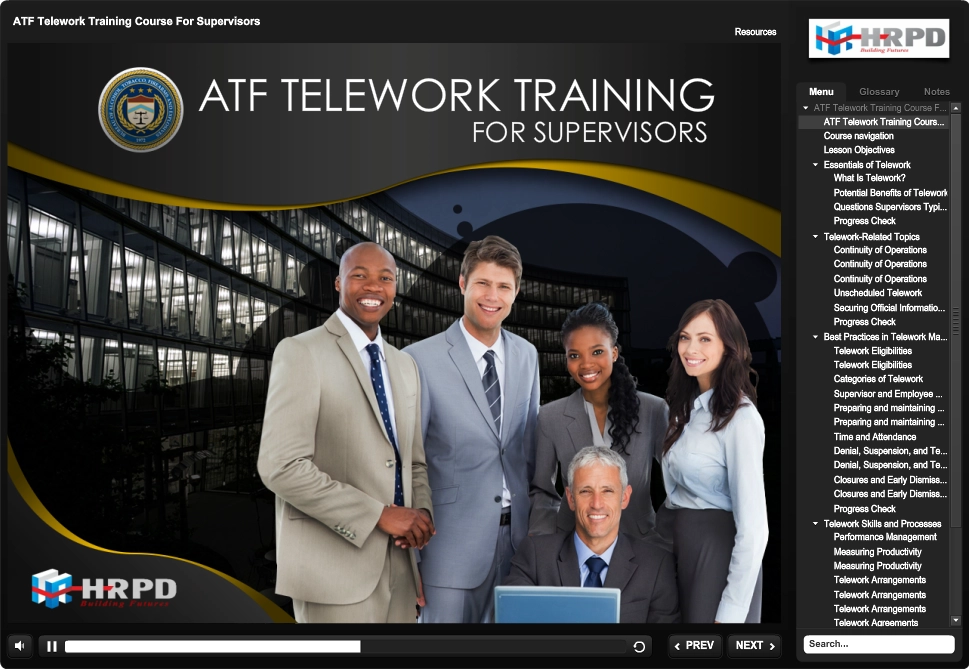 ATF Telework Training Course For Supervisors
Resources
HRPD
Building Futures
ATF TELEWORK TRAINING
FOR SUPERVISORS
HRPD
Building Futures
PREV
NEXT
Menu
Glossary
Notes
ATF Telework Training Course F...
ATF Telework Training Cours...
Course navigation
Lesson Objectives
Essentials of Telework
What Is Telework?
Potential Benefits of Telework
Questions Supervisors Typi...
Progress Check
Telework-Related Topics
Continuity of Operations
Continuity of Operations
Continuity of Operations
Unscheduled Telework
Securing Official Informatio...
Progress Check
Best Practices in Telework Ma...
Telework Eligibilities
Telework Eligibilities
Categories of Telework
Supervisor and Employee ...
Preparing and maintaining ...
Preparing and maintaining ...
Time and Attendance
Denial, Suspension, and Te...
Denial, Suspension, and Te...
Closures and Early Dismiss...
Closures and Early Dismiss...
Progress Check
Telework Skills and Processes
Performance Management
Measuring Productivity
Measuring Productivity
Telework Arrangements
Telework Arrangements
Telework Arrangements
Telework Agreements
Search...